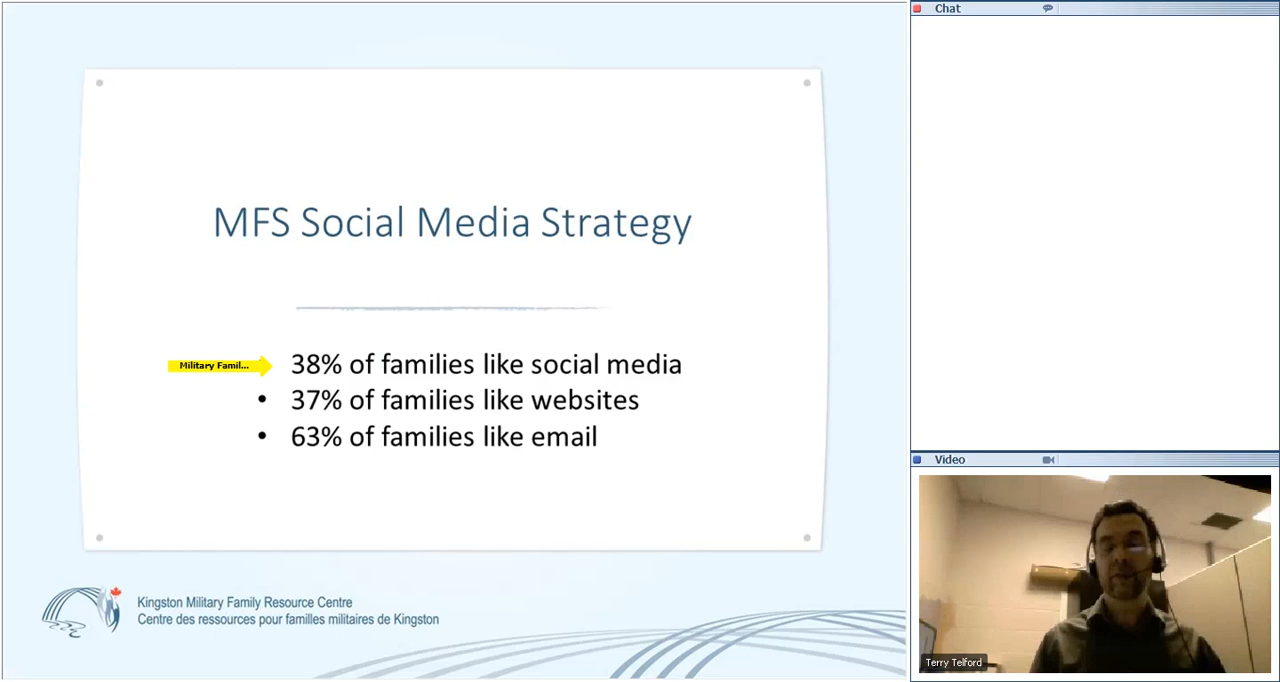 MFS Social Media Strategy
Military Famil...
38% of families like social media
• 37% of families like websites
• 63% of families like email
Kingston Military Family Resource Centre
Centre des ressources pour familles militaires de Kingston
Chat
Video
Terry Telford